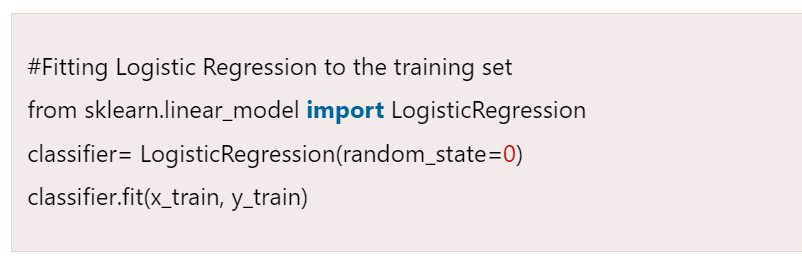 #Fitting Logistic Regression to the training set
from sklearn.linear_model import LogisticRegression
classifier= LogisticRegression(random_state=0)
classifier.fit(x_train, y_train)